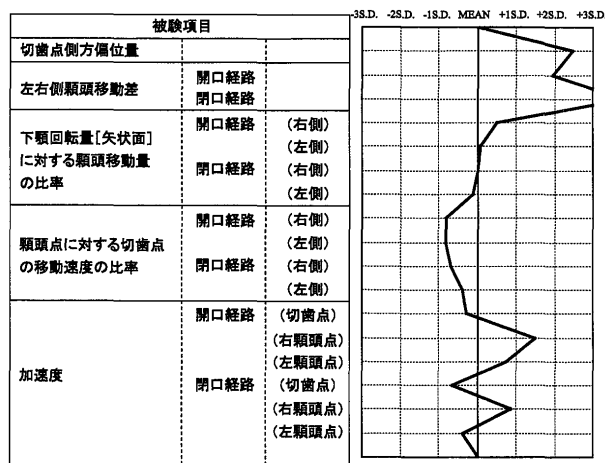 被験項目
-3S.D. -2S.D. -1S.D. MEAN +1S.D. +2S.D. +3S.D
切歯点側方偏位量
左右側顆頭移動差 開口経路
閉口経路
下顎回転量[矢状面]
に対する顆頭移動量
の比率
開口経路 (右側)
(左側)
閉口経路 (右側)
(左側)
顆頭点に対する切歯点
の移動速度の比率
開口経路 (右側)
(左側)
閉口経路 (右側)
(左側)
加速度
開口経路 (切歯点)
(右顆頭点)
(左顆頭点)
閉口経路 (切歯点)
(右顆頭点)
(左顆頭点)